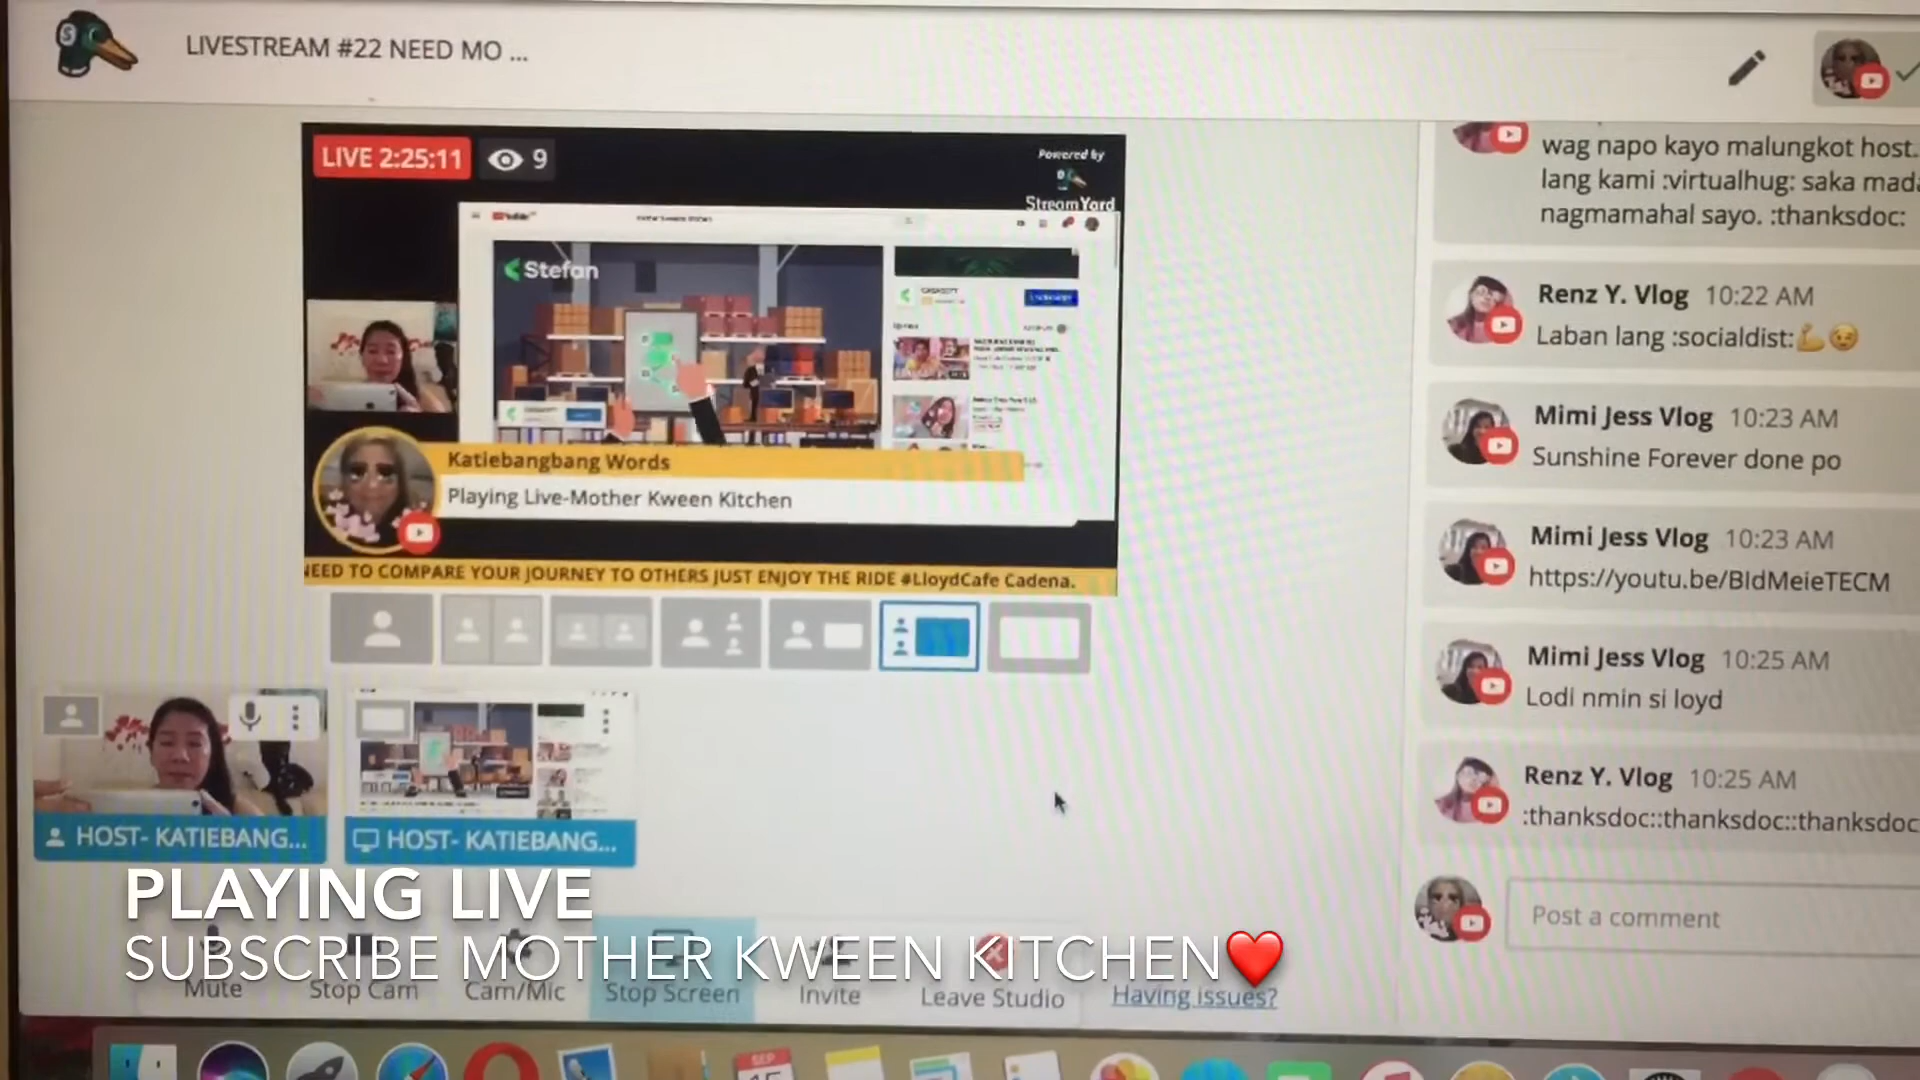 LIVESTREAM #22 NEED MO ...
LIVE 2:25:11
9
Powered by
StreamYard
Stefan
Katiebangbang Words
Playing Live-Mother Kween Kitchen
NEED TO COMPARE YOUR JOURNEY TO OTHERS JUST ENJOY THE RIDE #LloydCafe Cadena.
HOST- KATIEBANG...
HOST- KATIEBANG...
wag napo kayo malungkot host.
lang kami :virtualhug: saka
nagmamahal sayo. :thanksdoc:
Renz Y. Vlog 10:22 AM
Laban lang :socialdist:💪😉
Mimi Jess Vlog 10:23 AM
Sunshine Forever done po
Mimi Jess Vlog 10:23 AM
https://youtu.be/BIdMeieTECM
Mimi Jess Vlog 10:25 AM
Lodi nmin si loyd
Renz Y. Vlog 10:25 AM
:thanksdoc::thanksdoc::thanksdoc
Post a comment
PLAYING LIVE
SUBSCRIBE MOTHER KWEEN KITCHEN❤️
Mute
Stop Cam
Cam/Mic
Stop Screen
Invite
Leave Studio
Having issues?
SEP